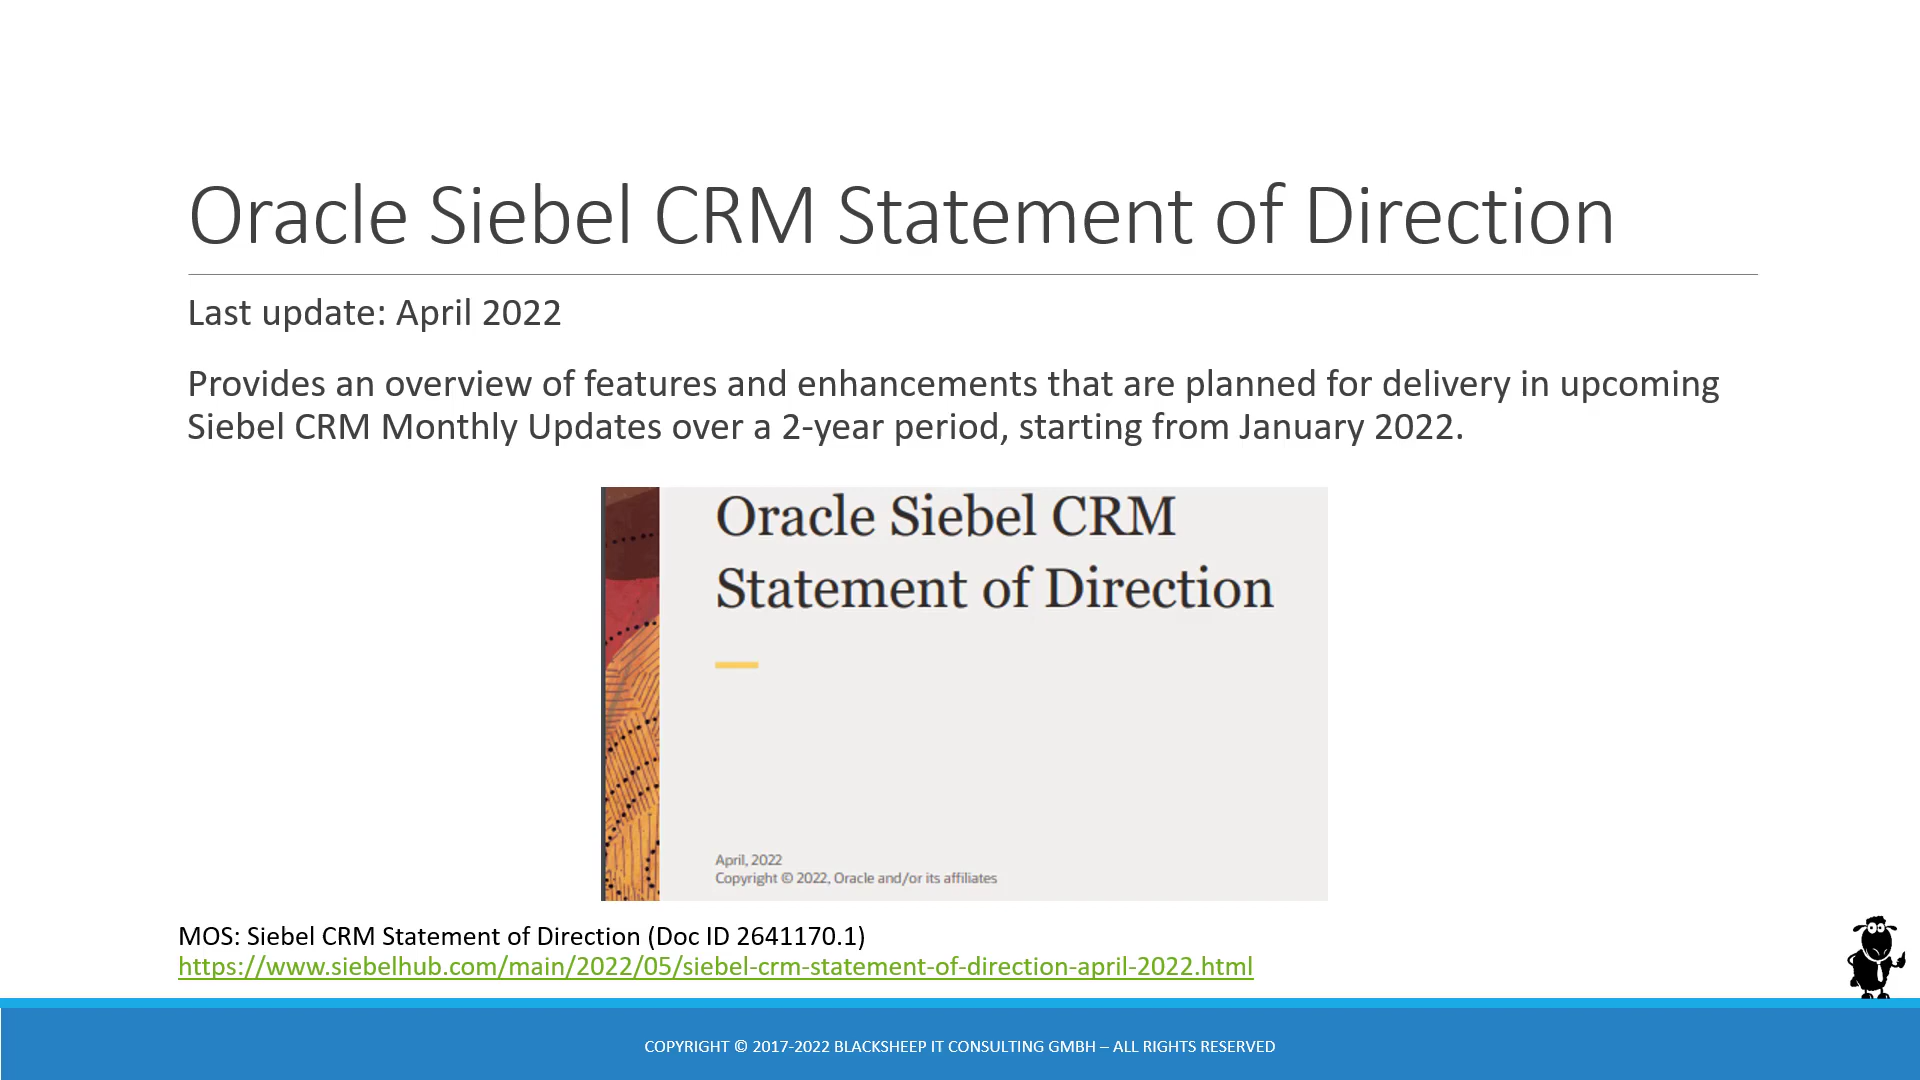 Oracle Siebel CRM Statement of Direction
Last update: April 2022
Provides an overview of features and enhancements that are planned for delivery in upcoming
Siebel CRM Monthly Updates over a 2-year period, starting from January 2022.
Oracle Siebel CRM
Statement of Direction
April, 2022
Copyright © 2022, Oracle and/or its affiliates
MOS: Siebel CRM Statement of Direction (Doc ID 2641170.1)
https://www.siebelhub.com/main/2022/05/siebel-crm-statement-of-direction-april-2022.html
COPYRIGHT © 2017-2022 BLACKSHEEP IT CONSULTING GMBH – ALL RIGHTS RESERVED